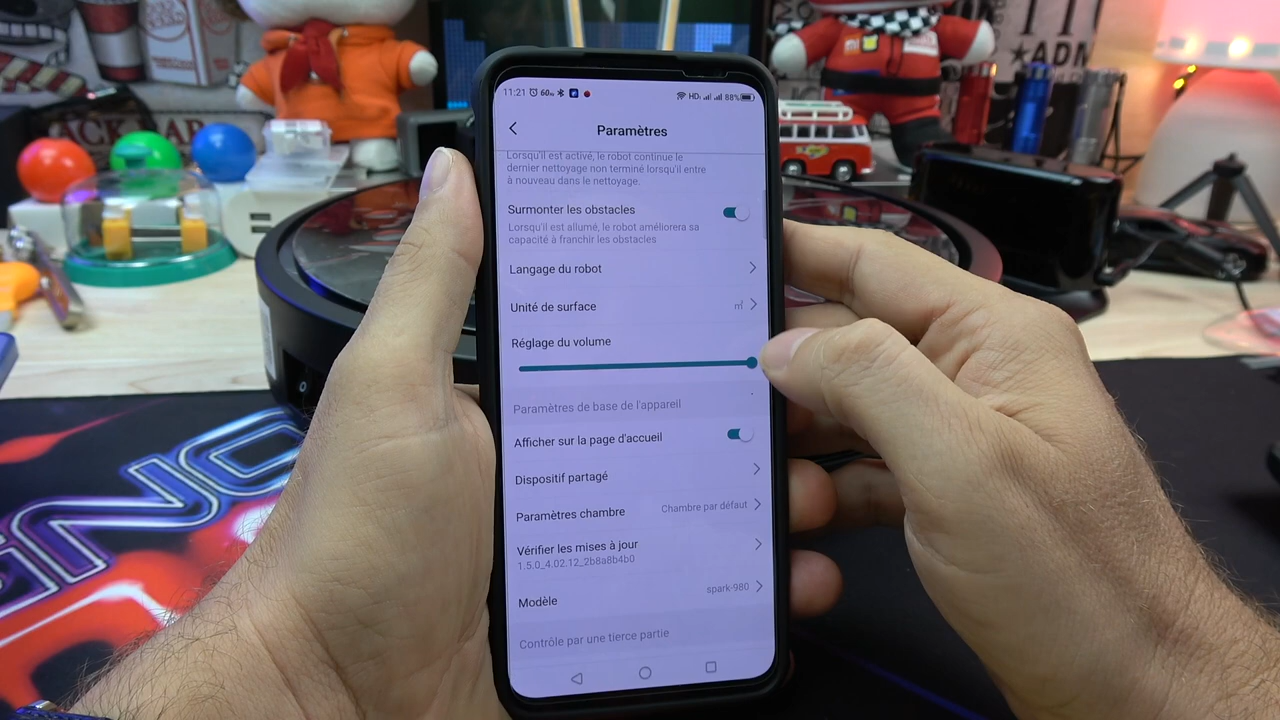 11:21 60 HD 88%
Paramètres
Lorsqu'il est activé, le robot continue le
dernier nettoyage non terminé lorsqu'il entre
à nouveau dans le nettoyage.
Surmonter les obstacles
Lorsqu'il est allumé, le robot améliorera sa
capacité à franchir les obstacles
Langage du robot
Unité de surface ㎡
Réglage du volume
Paramètres de base de l'appareil
Afficher sur la page d'accueil
Dispositif partagé
Paramètres chambre Chambre par défaut
Vérifier les mises à jour
1.5.0_4.02.12_2b8a8b4b0
Modèle spark-980
Contrôle par une tierce partie
ADM